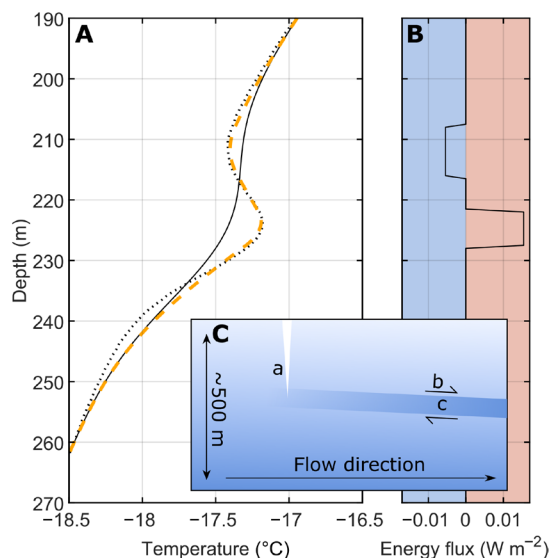 A
B
190
200
210
220
230
240
250
260
270
Depth (m)
C
a
b
c
~500 m
Flow direction
−18.5 −18 −17.5 −17 −16.5
−0.01 0 0.01
Temperature (°C)
Energy flux (W m⁻²)